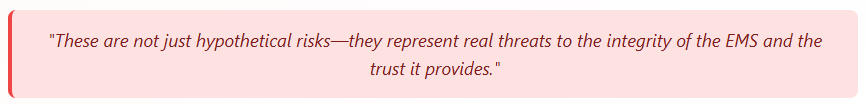 "These are not just hypothetical risks—they represent real threats to the integrity of the EMS and the
trust it provides."